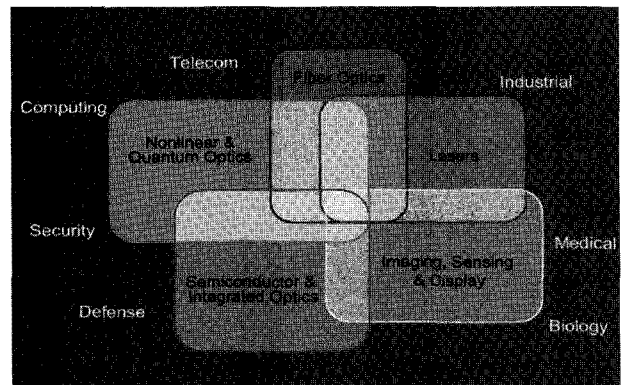 Telecom
Fiber Optics
Industrial
Computing
Nonlinear &
Quantum Optics
Lasers
Security
Medical
Imaging, Sensing
& Display
Semiconductor &
Integrated Optics
Defense
Biology